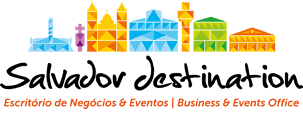 Salvador destination
Escritório de Negócios & Eventos | Business & Events Office